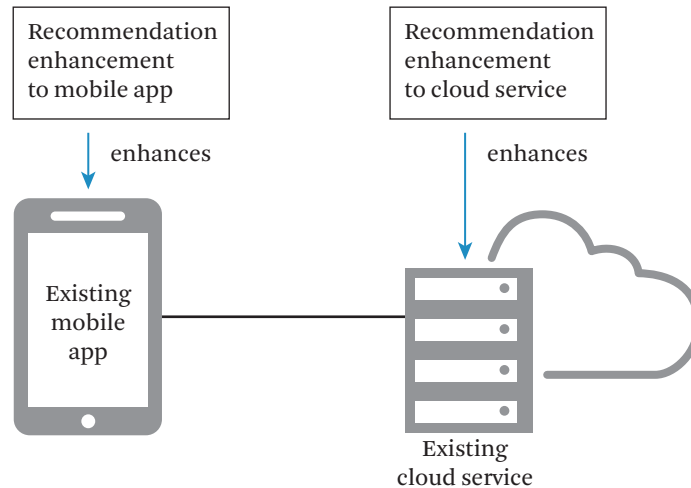 Recommendation
enhancement
to mobile app
Recommendation
enhancement
to cloud service
enhances
enhances
Existing
mobile
app
Existing
cloud service